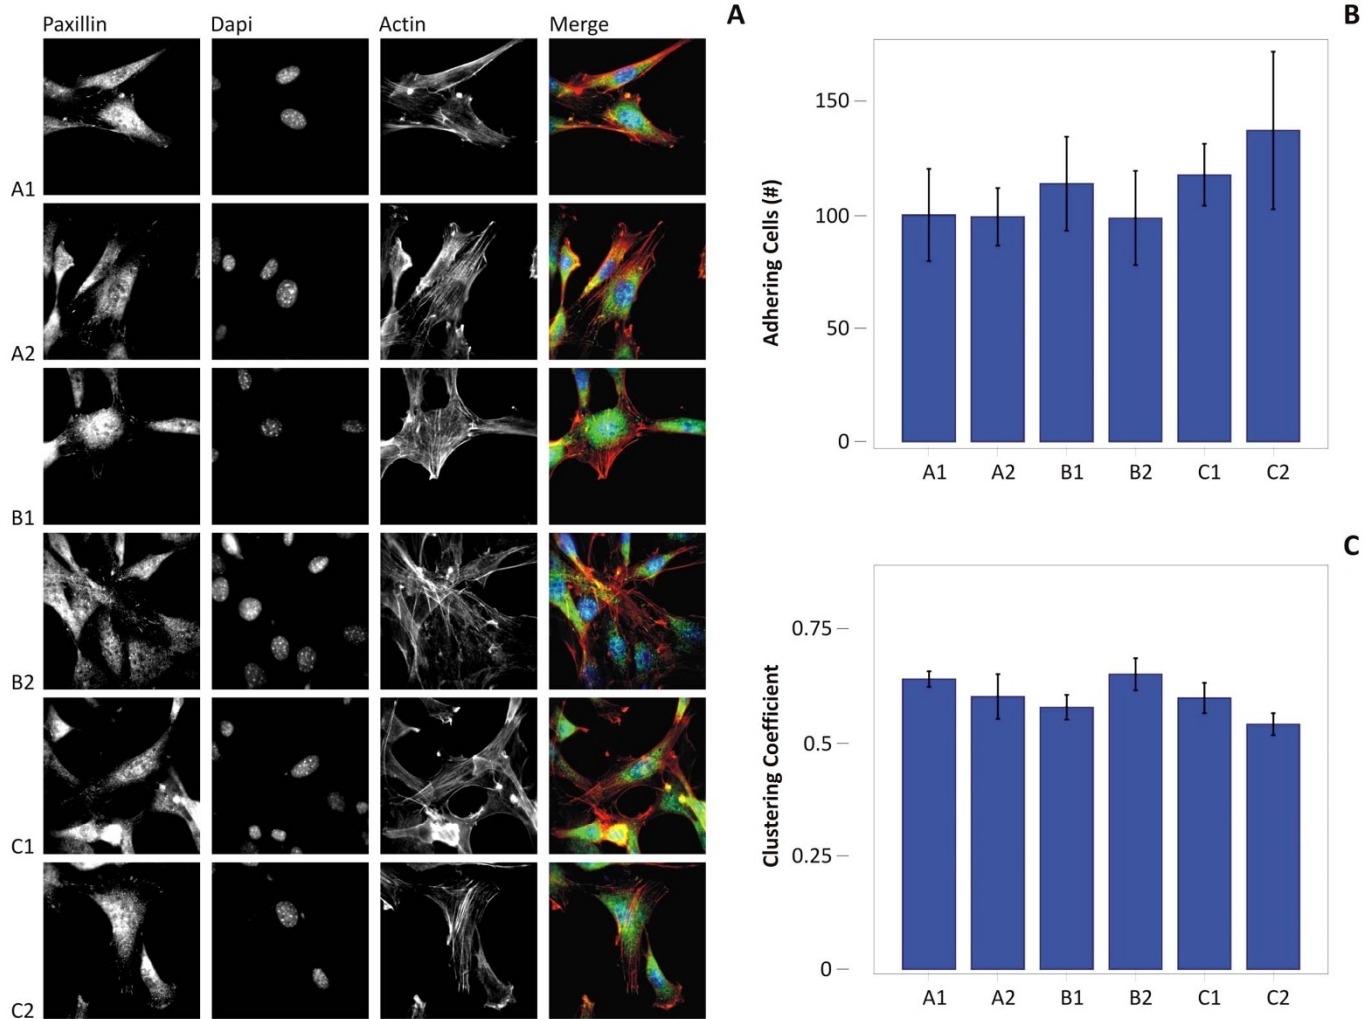 Paxillin Dapi Actin Merge A
A1
A2
B1
B2
C1
C2
B
Adhering Cells (#)
150
100
50
0
A1 A2 B1 B2 C1 C2
C
Clustering Coefficient
0.75
0.5
0.25
0
A1 A2 B1 B2 C1 C2